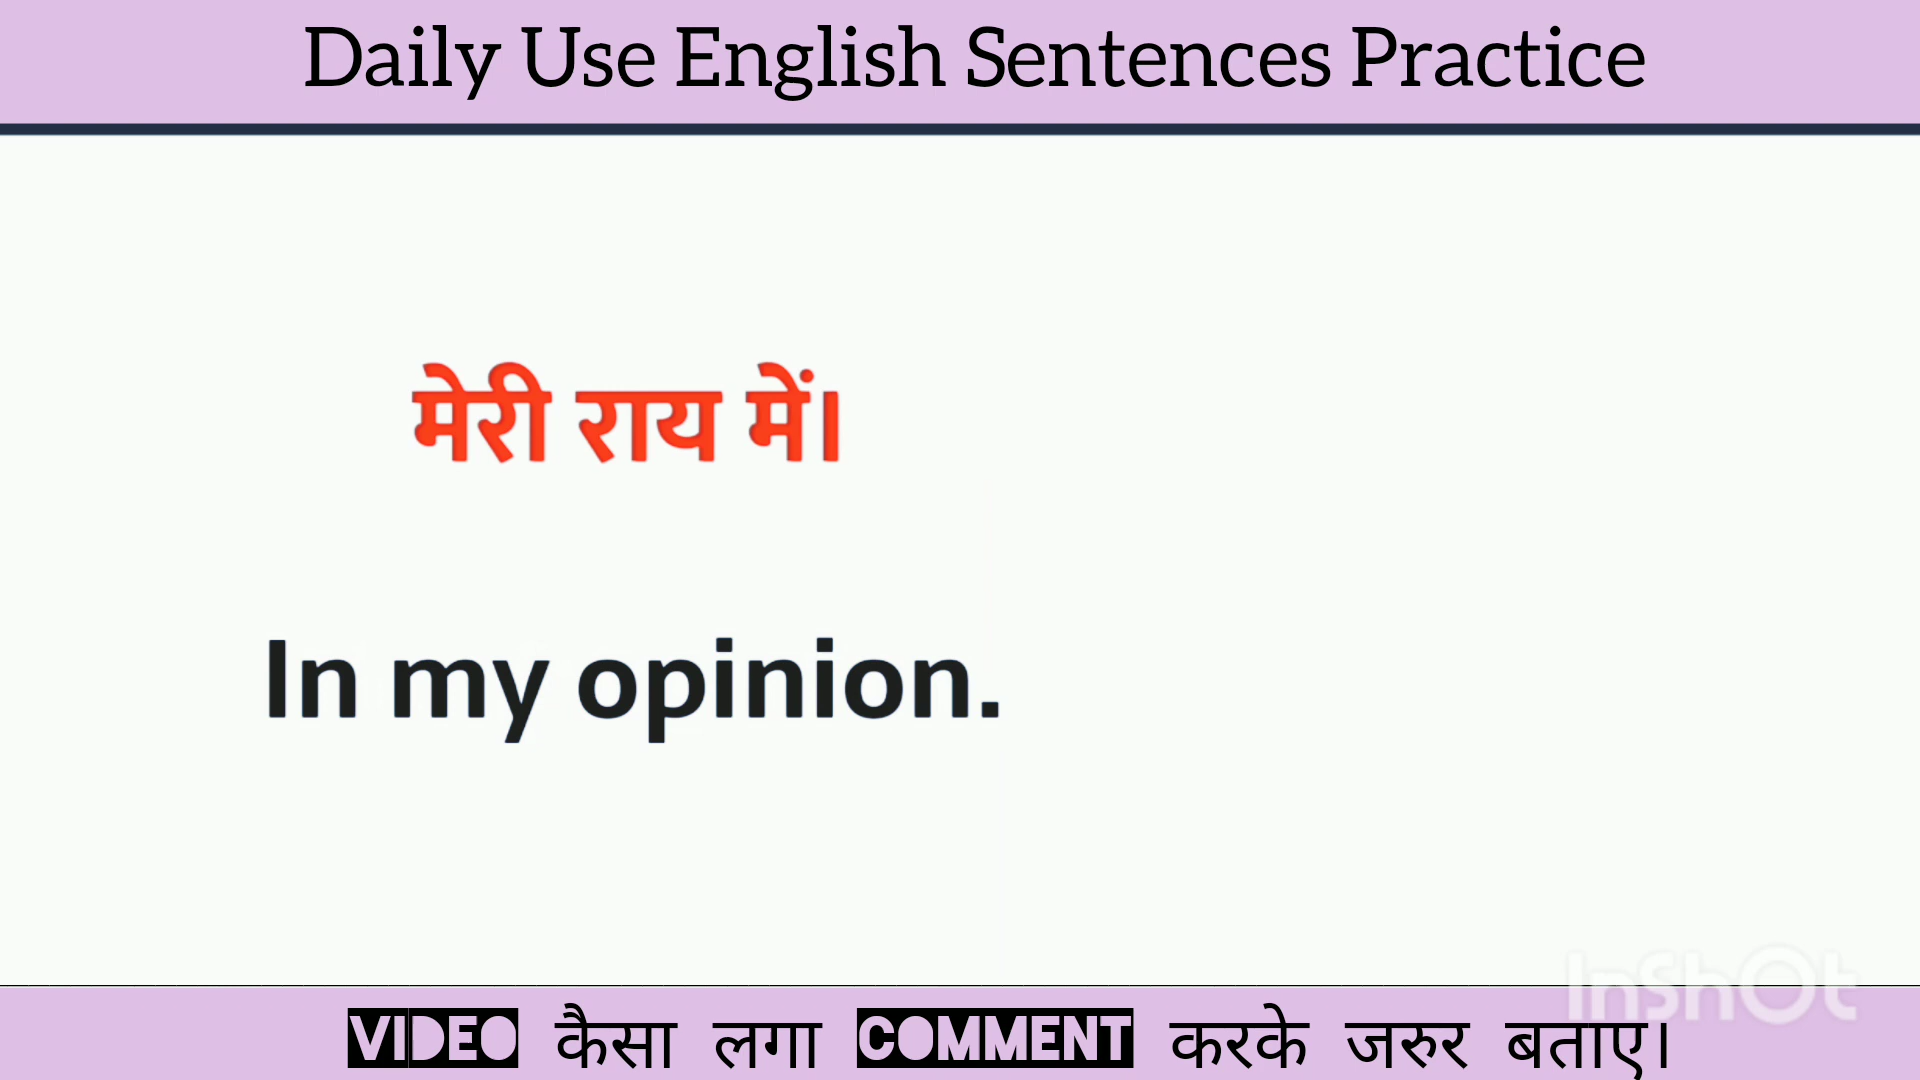 Daily Use English Sentences Practice
मेरी राय में।
In my opinion.
InShOt
VIDEO कैसा लगा COMMENT करके जरुर बताए।